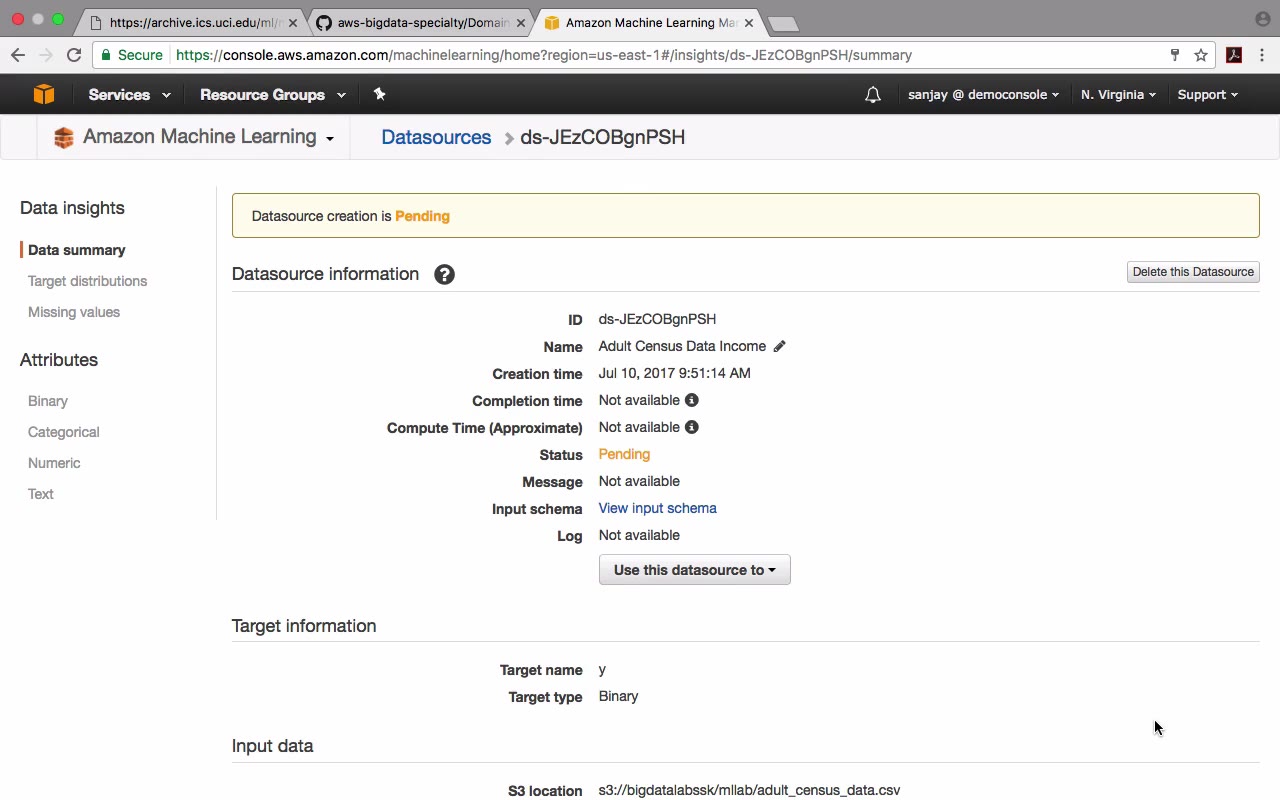 https://archive.ics.uci.edu/ml/
aws-bigdata-specialty/Domain
Amazon Machine Learning Ma
Secure
https://console.aws.amazon.com/machinelearning/home?region=us-east-1#/insights/ds-JEzCOBgnPSH/summary
Services
Resource Groups
sanjay @ democonsole
N. Virginia
Support
Amazon Machine Learning
Datasources
ds-JEzCOBgnPSH
Data insights
Data summary
Target distributions
Missing values
Attributes
Binary
Categorical
Numeric
Text
Datasource creation is Pending
Datasource information ?
Delete this Datasource
ID ds-JEzCOBgnPSH
Name Adult Census Data Income
Creation time Jul 10, 2017 9:51:14 AM
Completion time Not available
Compute Time (Approximate) Not available
Status Pending
Message Not available
Input schema View input schema
Log Not available
Use this datasource to
Target information
Target name y
Target type Binary
Input data
S3 location s3://bigdatalabssk/mllab/adult_census_data.csv